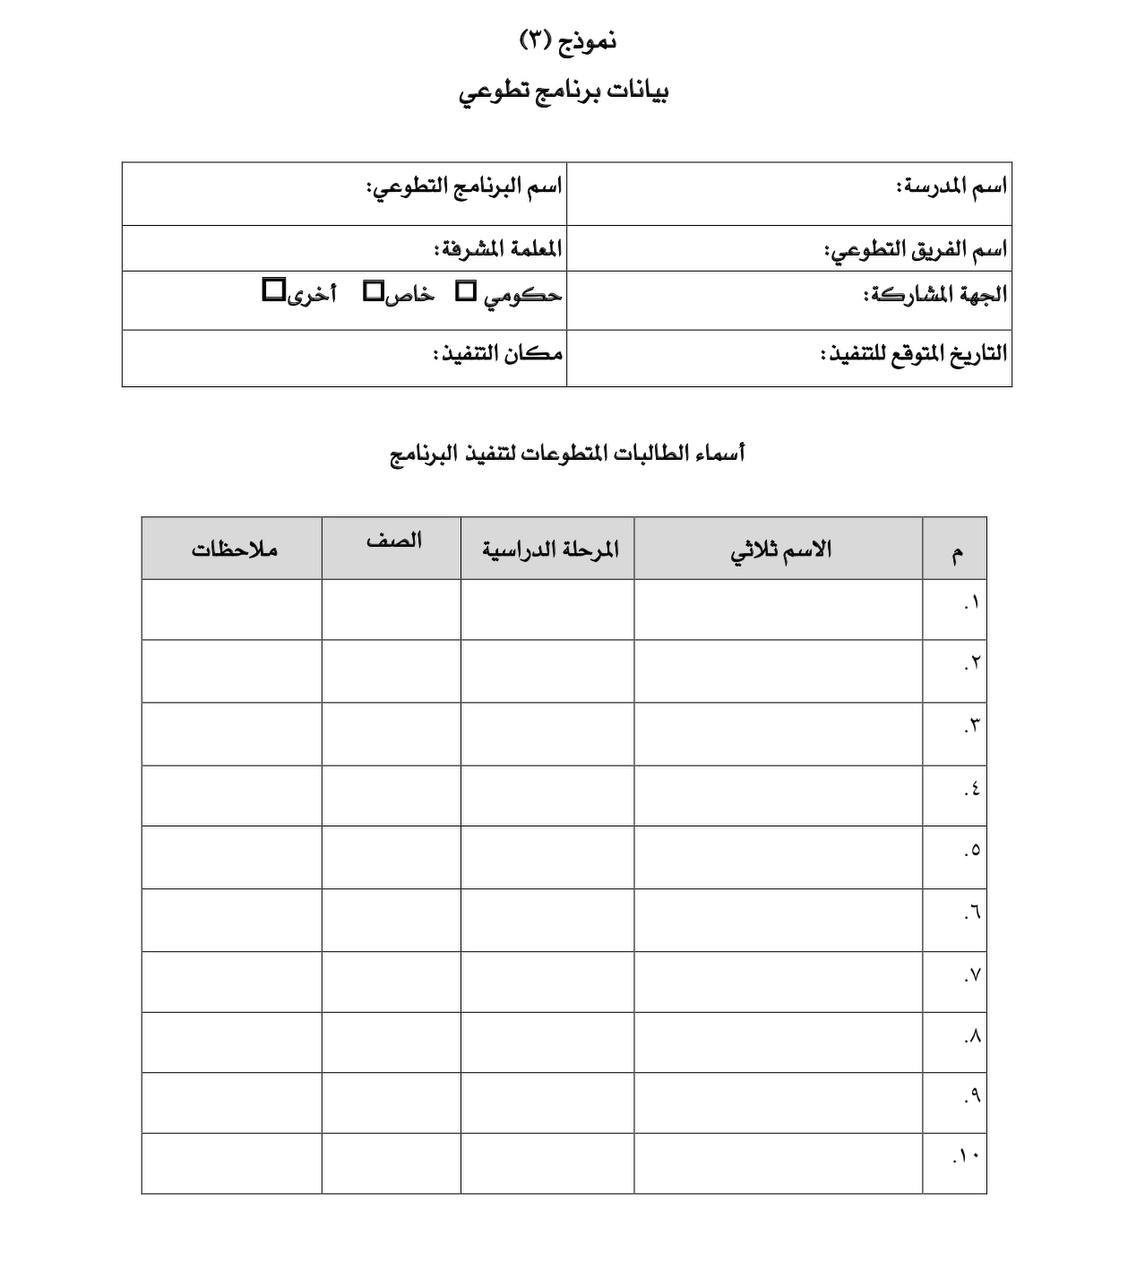 نموذج (٣)
بيانات برنامج تطوعي
اسم المدرسة: اسم البرنامج التطوعي:
اسم الفريق التطوعي: المعلمة المشرفة:
الجهة المشاركة: حكومي □ خاص□ أخرى□
التاريخ المتوقع للتنفيذ: مكان التنفيذ:
أسماء الطالبات المتطوعات لتنفيذ البرنامج
م الاسم ثلاثي المرحلة الدراسية الصف ملاحظات
١.
٢.
٣.
٤.
٥.
٦.
٧.
٨.
٩.
١٠.